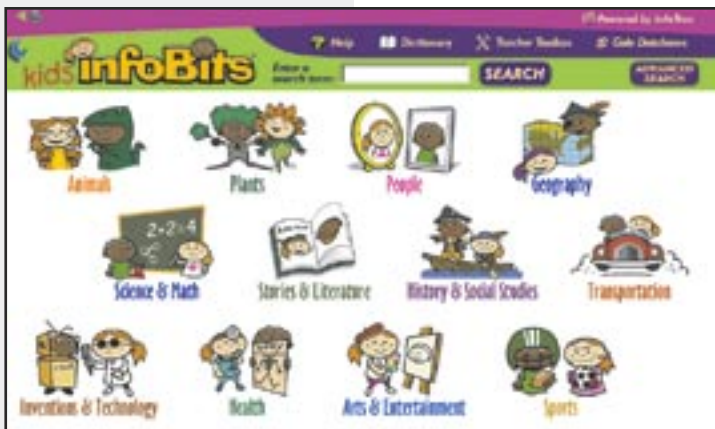 Powered by InfoTrac
? Help Dictionary Teacher Toolbox Gale Databases
kids' infoBits
Enter a
search term:
SEARCH
ADVANCED
SEARCH
Animals Plants People Geography
2+2=4
Science & Math Stories & Literature History & Social Studies Transportation
Inventions & Technology Health Arts & Entertainment Sports